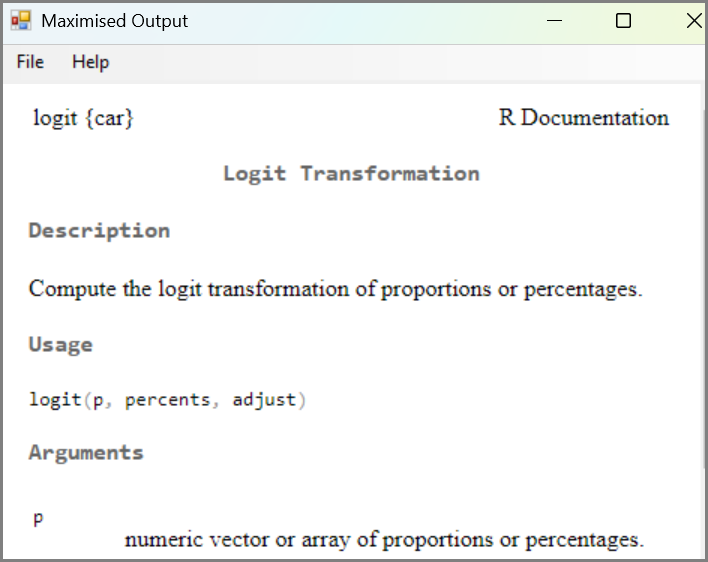 Maximised Output
File Help
logit {car} R Documentation
Logit Transformation
Description
Compute the logit transformation of proportions or percentages.
Usage
logit(p, percents, adjust)
Arguments
p
numeric vector or array of proportions or percentages.